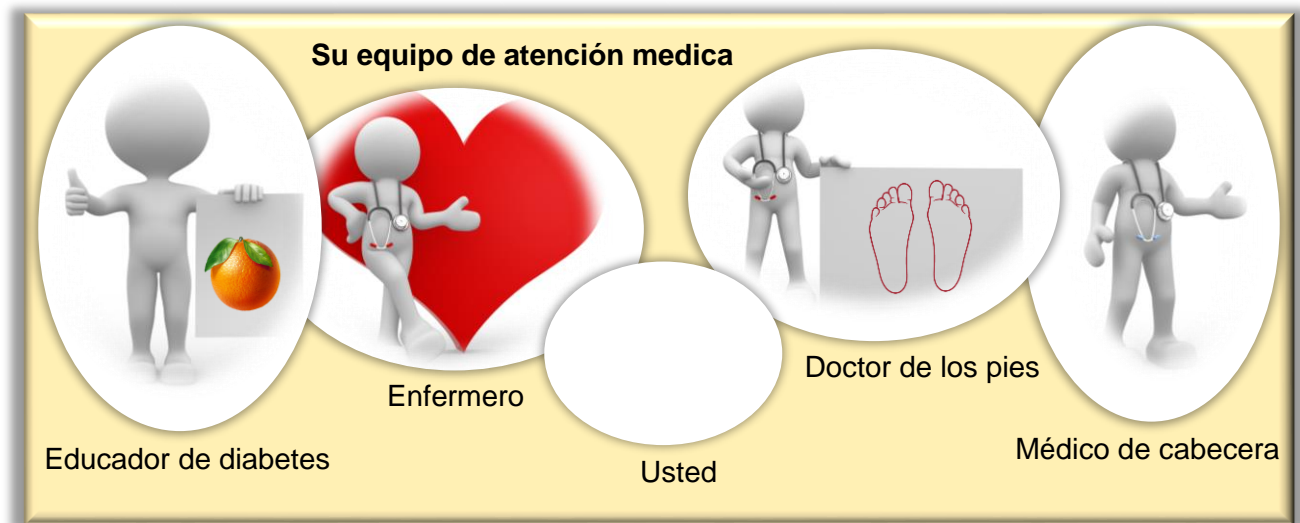 Su equipo de atención medica
Educador de diabetes
Enfermero
Usted
Doctor de los pies
Médico de cabecera